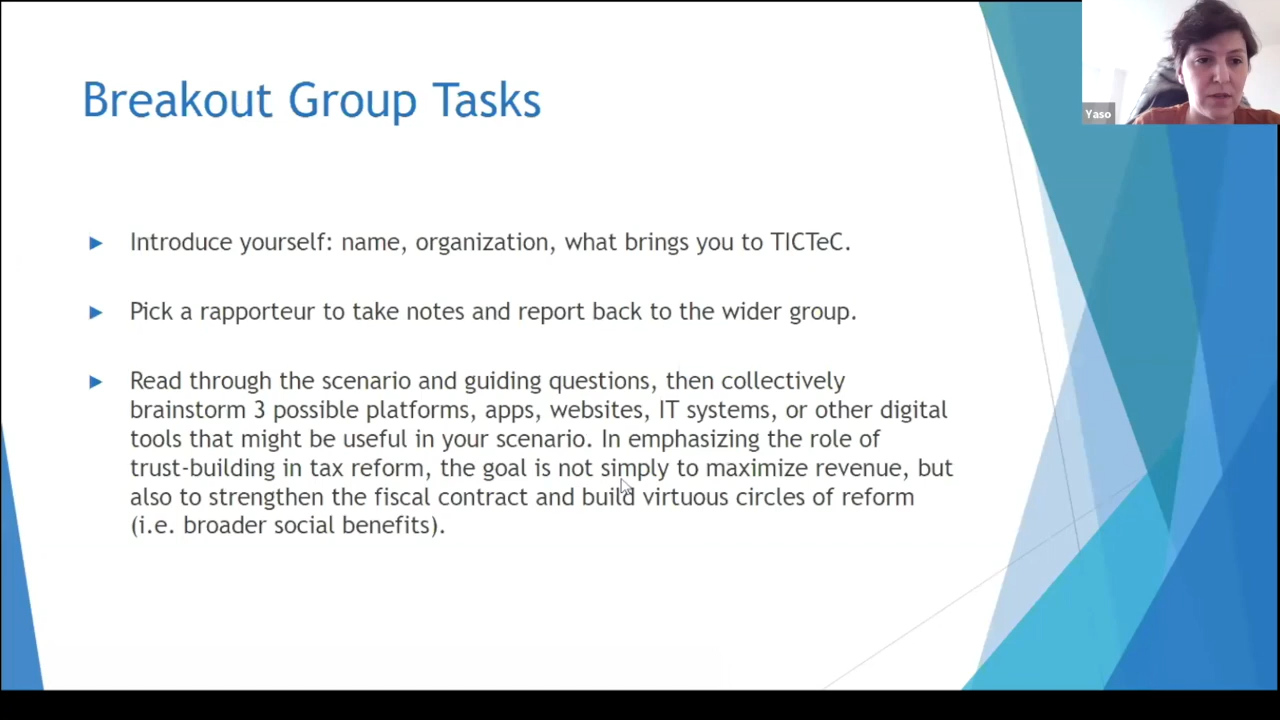 Breakout Group Tasks
Yaso
Introduce yourself: name, organization, what brings you to TICTeC.
Pick a rapporteur to take notes and report back to the wider group.
Read through the scenario and guiding questions, then collectively
brainstorm 3 possible platforms, apps, websites, IT systems, or other digital
tools that might be useful in your scenario. In emphasizing the role of
trust-building in tax reform, the goal is not simply to maximize revenue, but
also to strengthen the fiscal contract and build virtuous circles of reform
(i.e. broader social benefits).